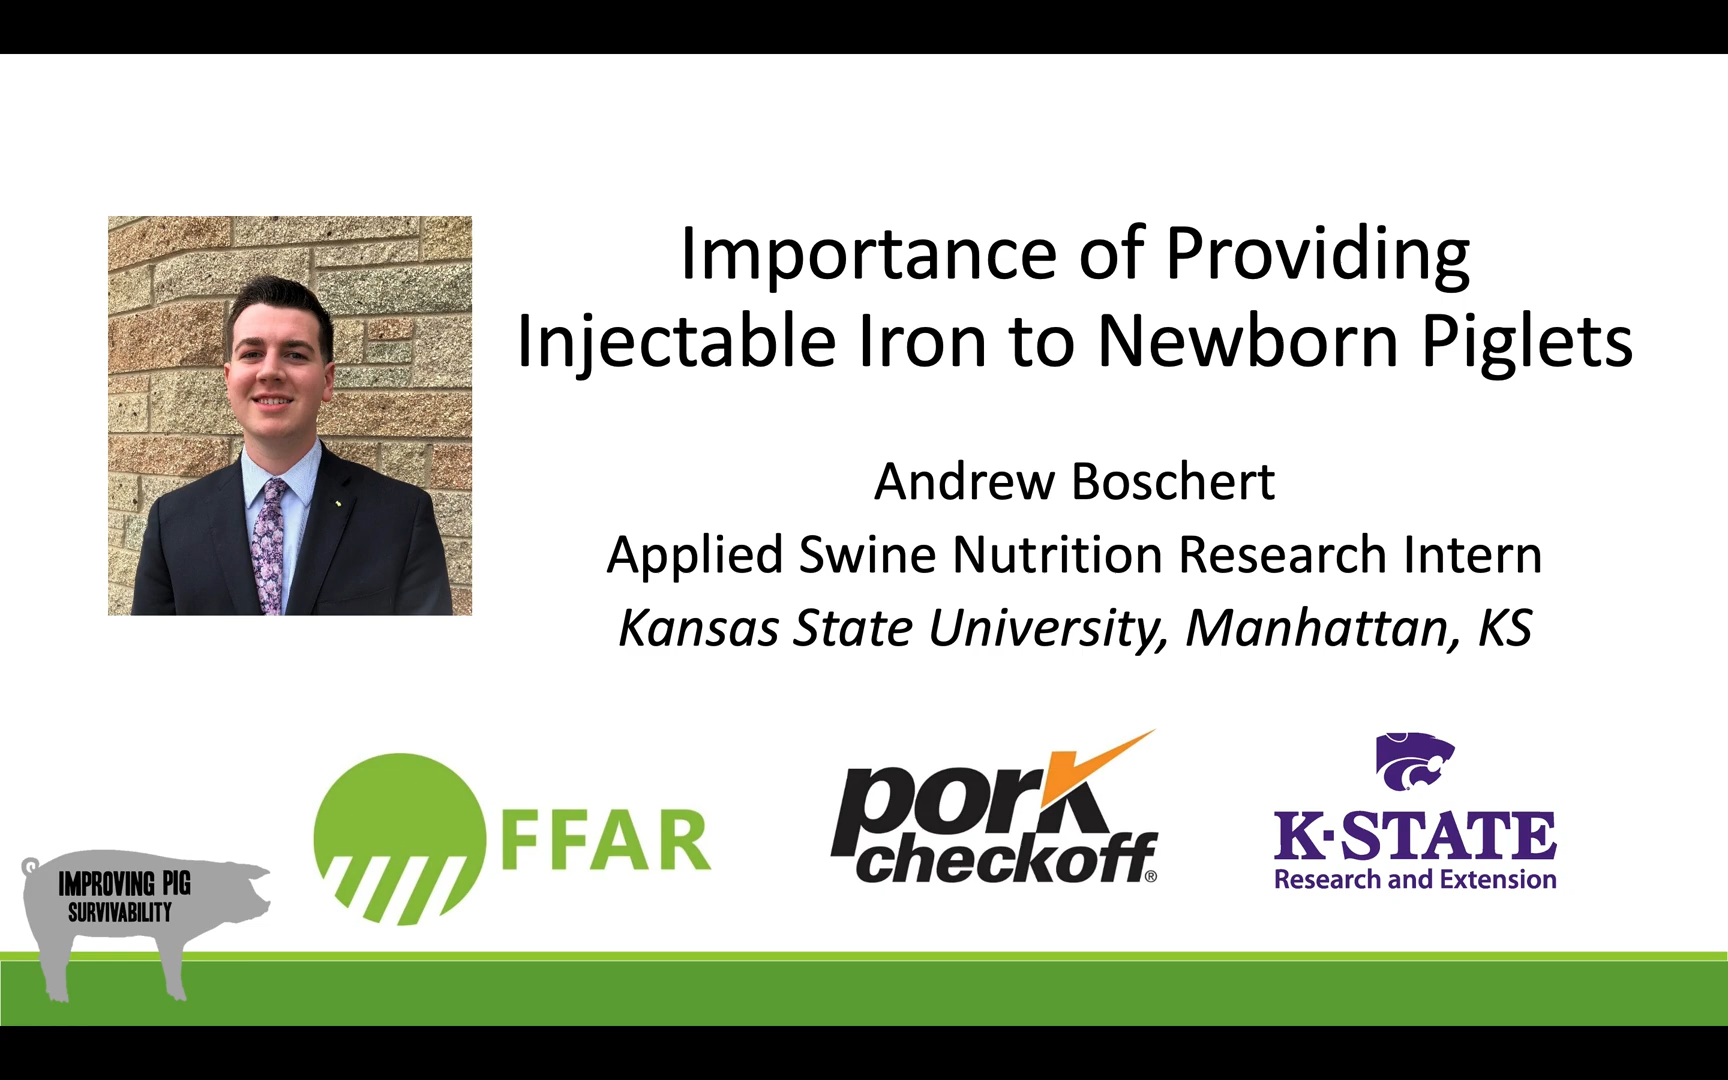 Importance of Providing
Injectable Iron to Newborn Piglets
Andrew Boschert
Applied Swine Nutrition Research Intern
Kansas State University, Manhattan, KS
IMPROVING PIG
SURVIVABILITY
FFAR
pork
checkoff®
K·STATE
Research and Extension